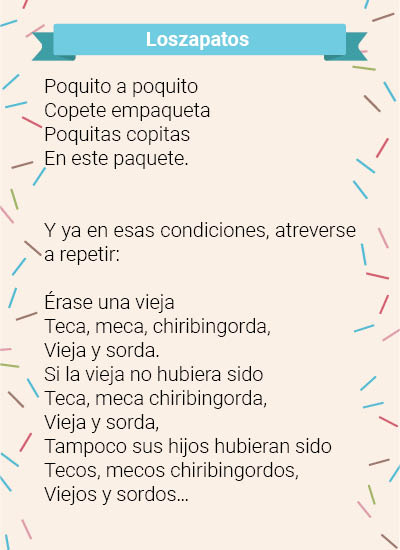 Loszapatos
Poquito a poquito
Copete empaqueta
Poquitas copitas
En este paquete.
Y ya en esas condiciones, atreverse
a repetir:
Érase una vieja
Teca, meca, chiribingorda,
Vieja y sorda.
Si la vieja no hubiera sido
Teca, meca chiribingorda,
Vieja y sorda,
Tampoco sus hijos hubieran sido
Tecos, mecos chiribingordos,
Viejos y sordos...